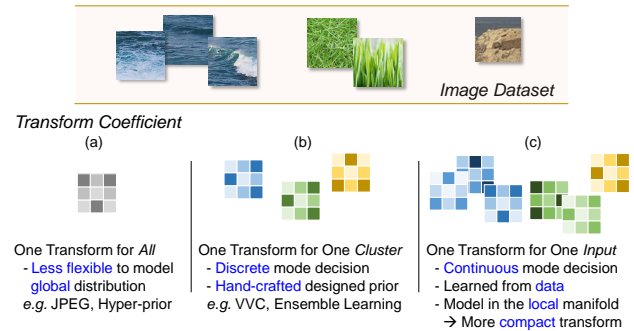 Image Dataset
Transform Coefficient
(a)
One Transform for All
- Less flexible to model
global distribution
e.g. JPEG, Hyper-prior
(b)
One Transform for One Cluster
- Discrete mode decision
- Hand-crafted designed prior
e.g. VVC, Ensemble Learning
(c)
One Transform for One Input
- Continuous mode decision
- Learned from data
- Model in the local manifold
→ More compact transform